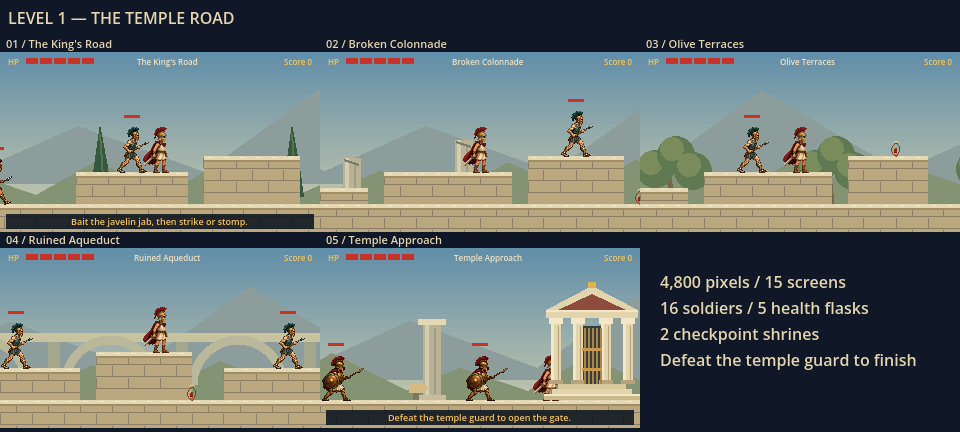 LEVEL 1 — THE TEMPLE ROAD
01 / The King's Road
HP The King's Road Score 0
Bait the javelin jab, then strike or stomp.
02 / Broken Colonnade
HP Broken Colonnade Score 0
03 / Olive Terraces
HP Olive Terraces Score 0
04 / Ruined Aqueduct
HP Ruined Aqueduct Score 0
05 / Temple Approach
HP Temple Approach Score 0
Defeat the temple guard to open the gate.
4,800 pixels / 15 screens
16 soldiers / 5 health flasks
2 checkpoint shrines
Defeat the temple guard to finish